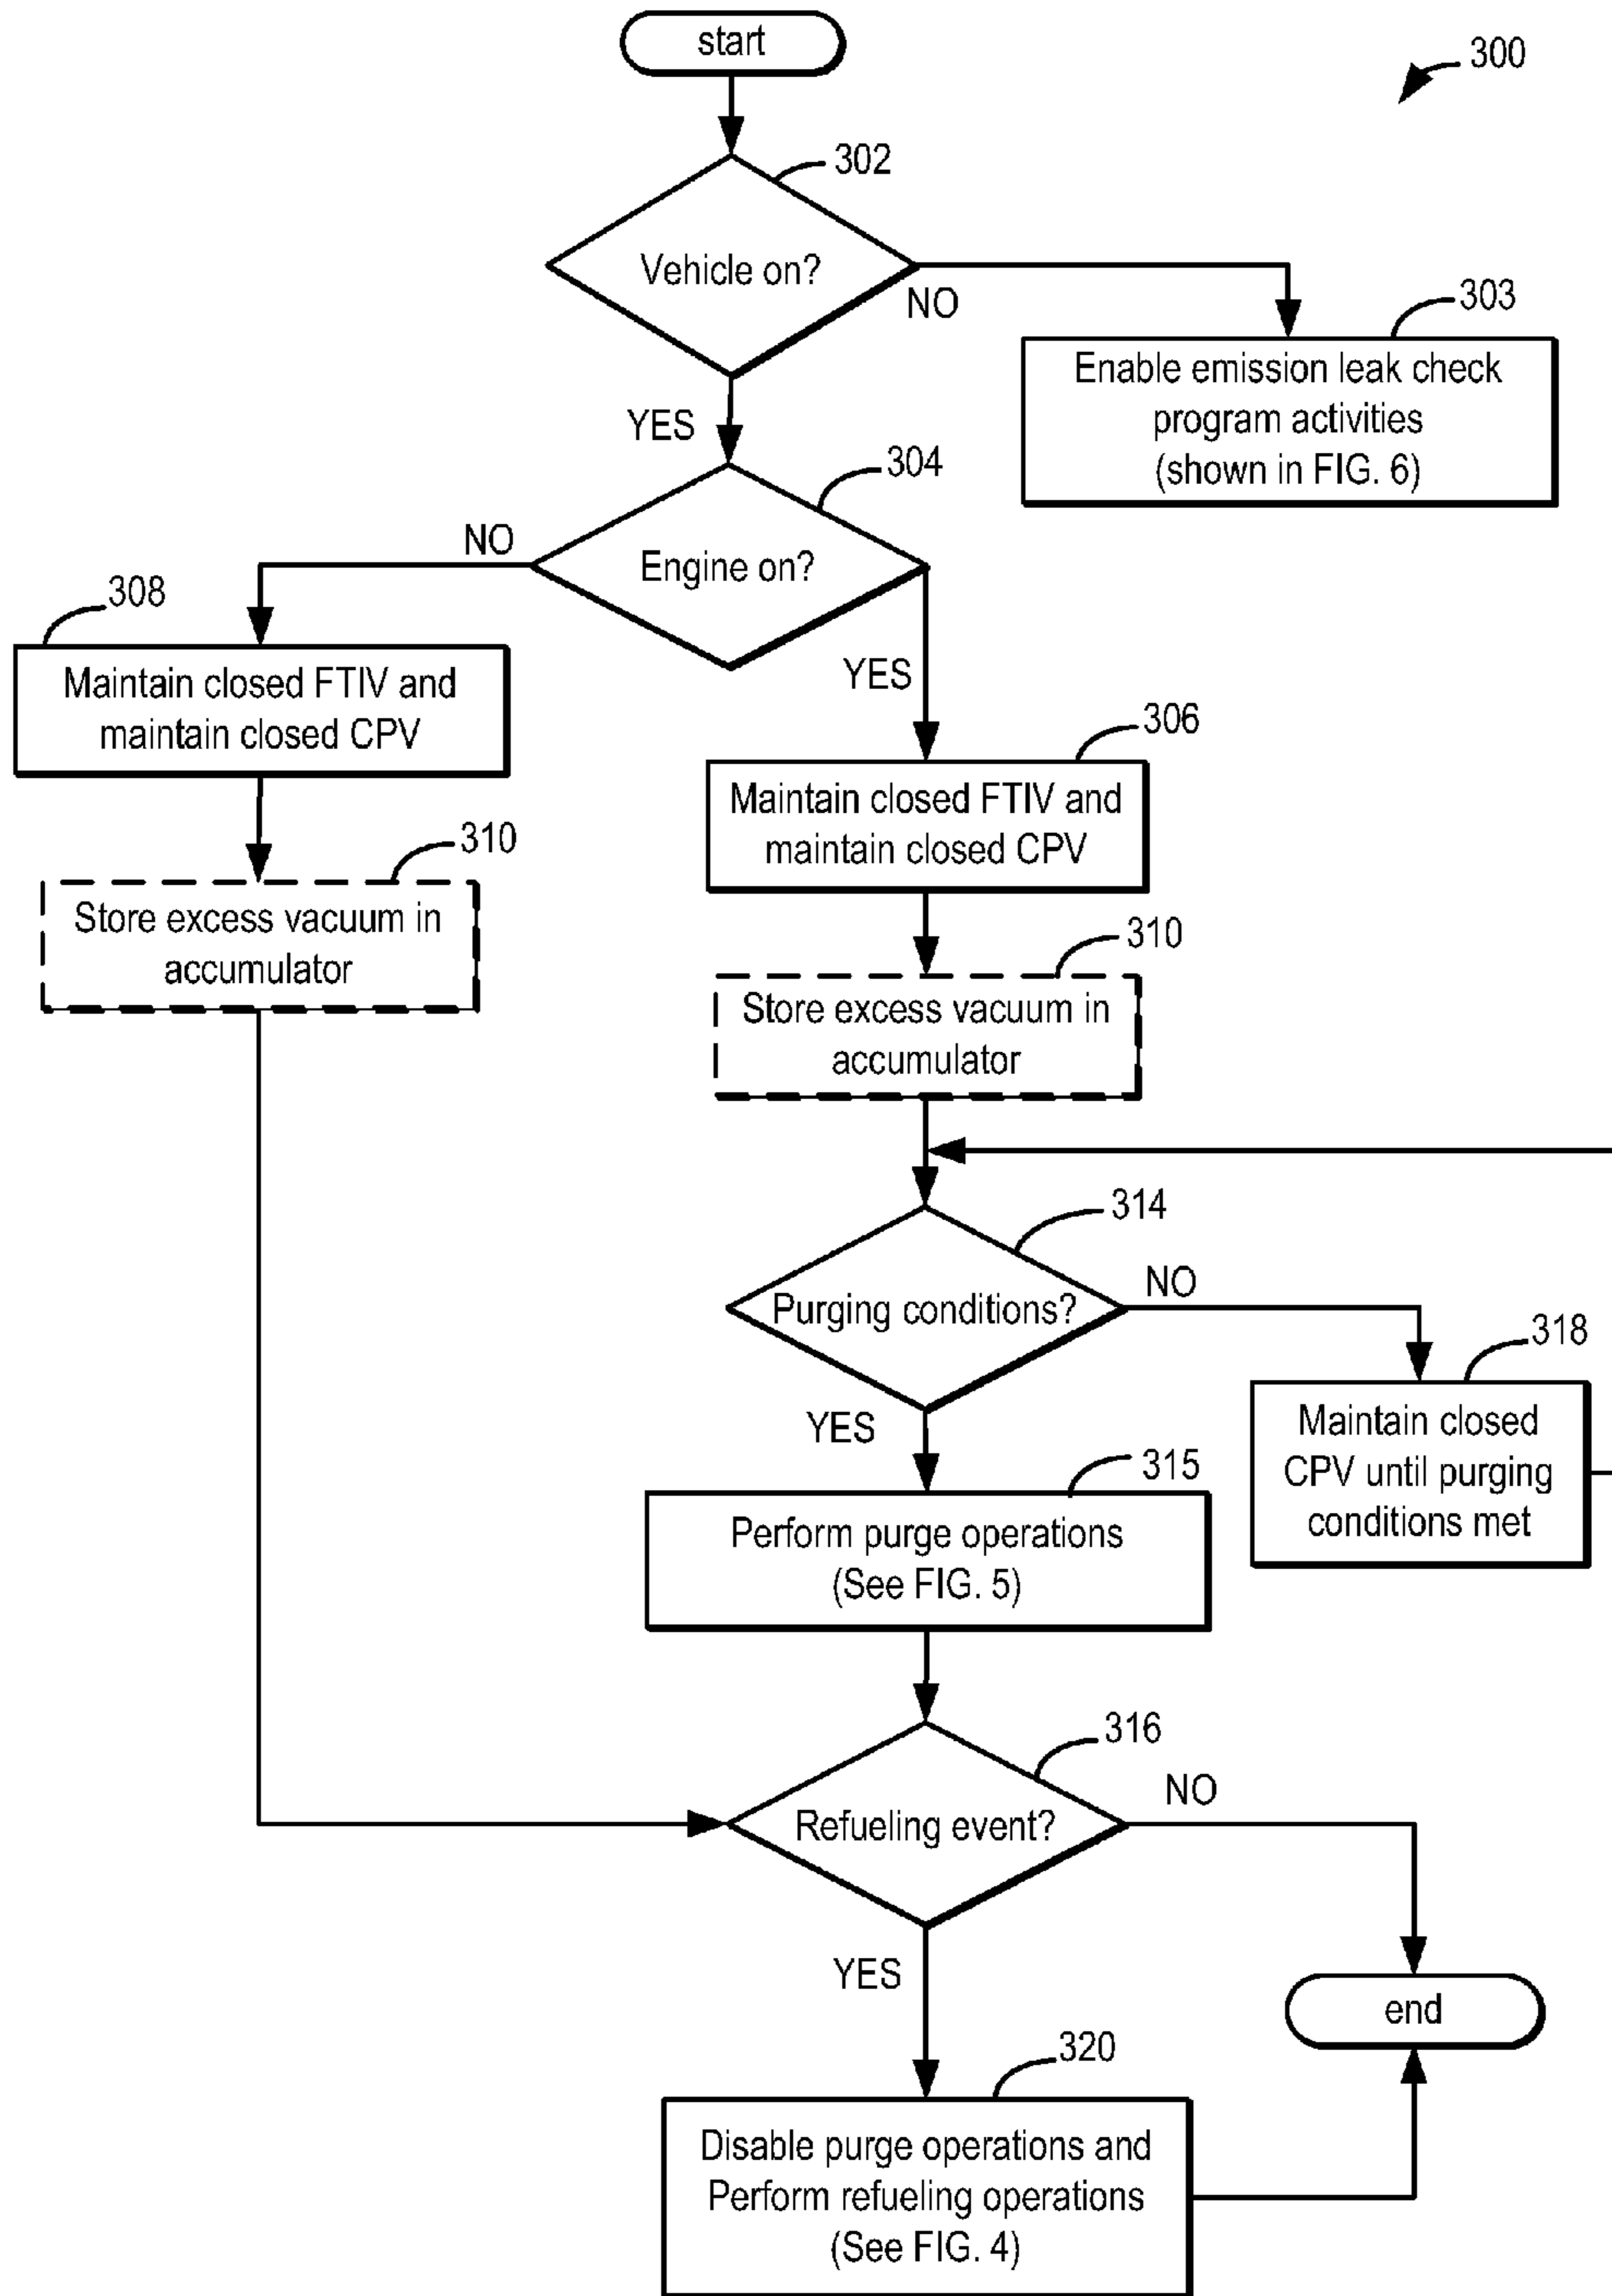 start
300
302
Vehicle on?
NO
303
Enable emission leak check
program activities
(shown in FIG. 6)
YES
304
NO
Engine on?
308
Maintain closed FTIV and
maintain closed CPV
YES
306
Maintain closed FTIV and
maintain closed CPV
310
Store excess vacuum in
accumulator
310
Store excess vacuum in
accumulator
314
NO
Purging conditions?
318
Maintain closed
CPV until purging
conditions met
YES
315
Perform purge operations
(See FIG. 5)
316
NO
Refueling event?
YES
end
320
Disable purge operations and
Perform refueling operations
(See FIG. 4)